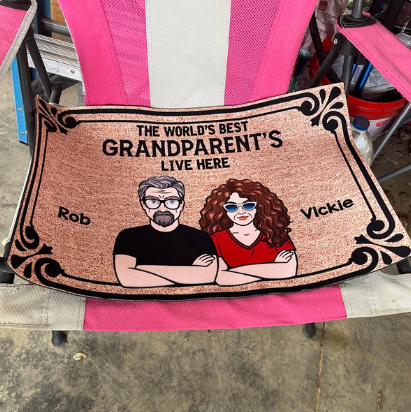 THE WORLD'S BEST
GRANDPARENT'S
LIVE HERE
Rob
Vickie